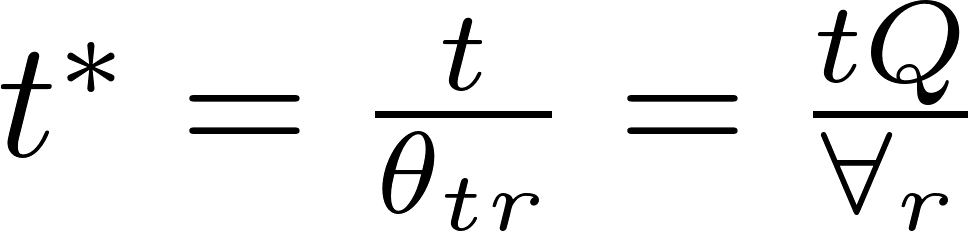 t* = t/θ_tr = tQ/∀_r